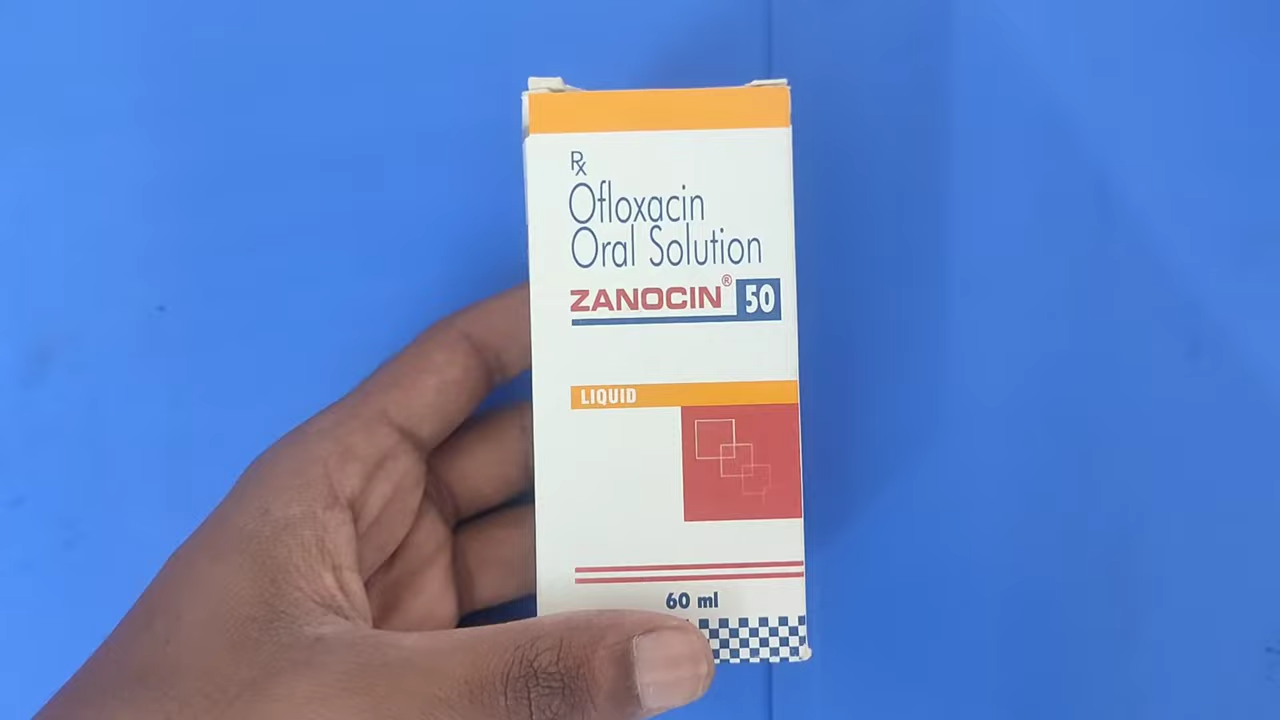 Rx
Ofloxacin
Oral Solution
ZANOCIN® 50
LIQUID
60 ml